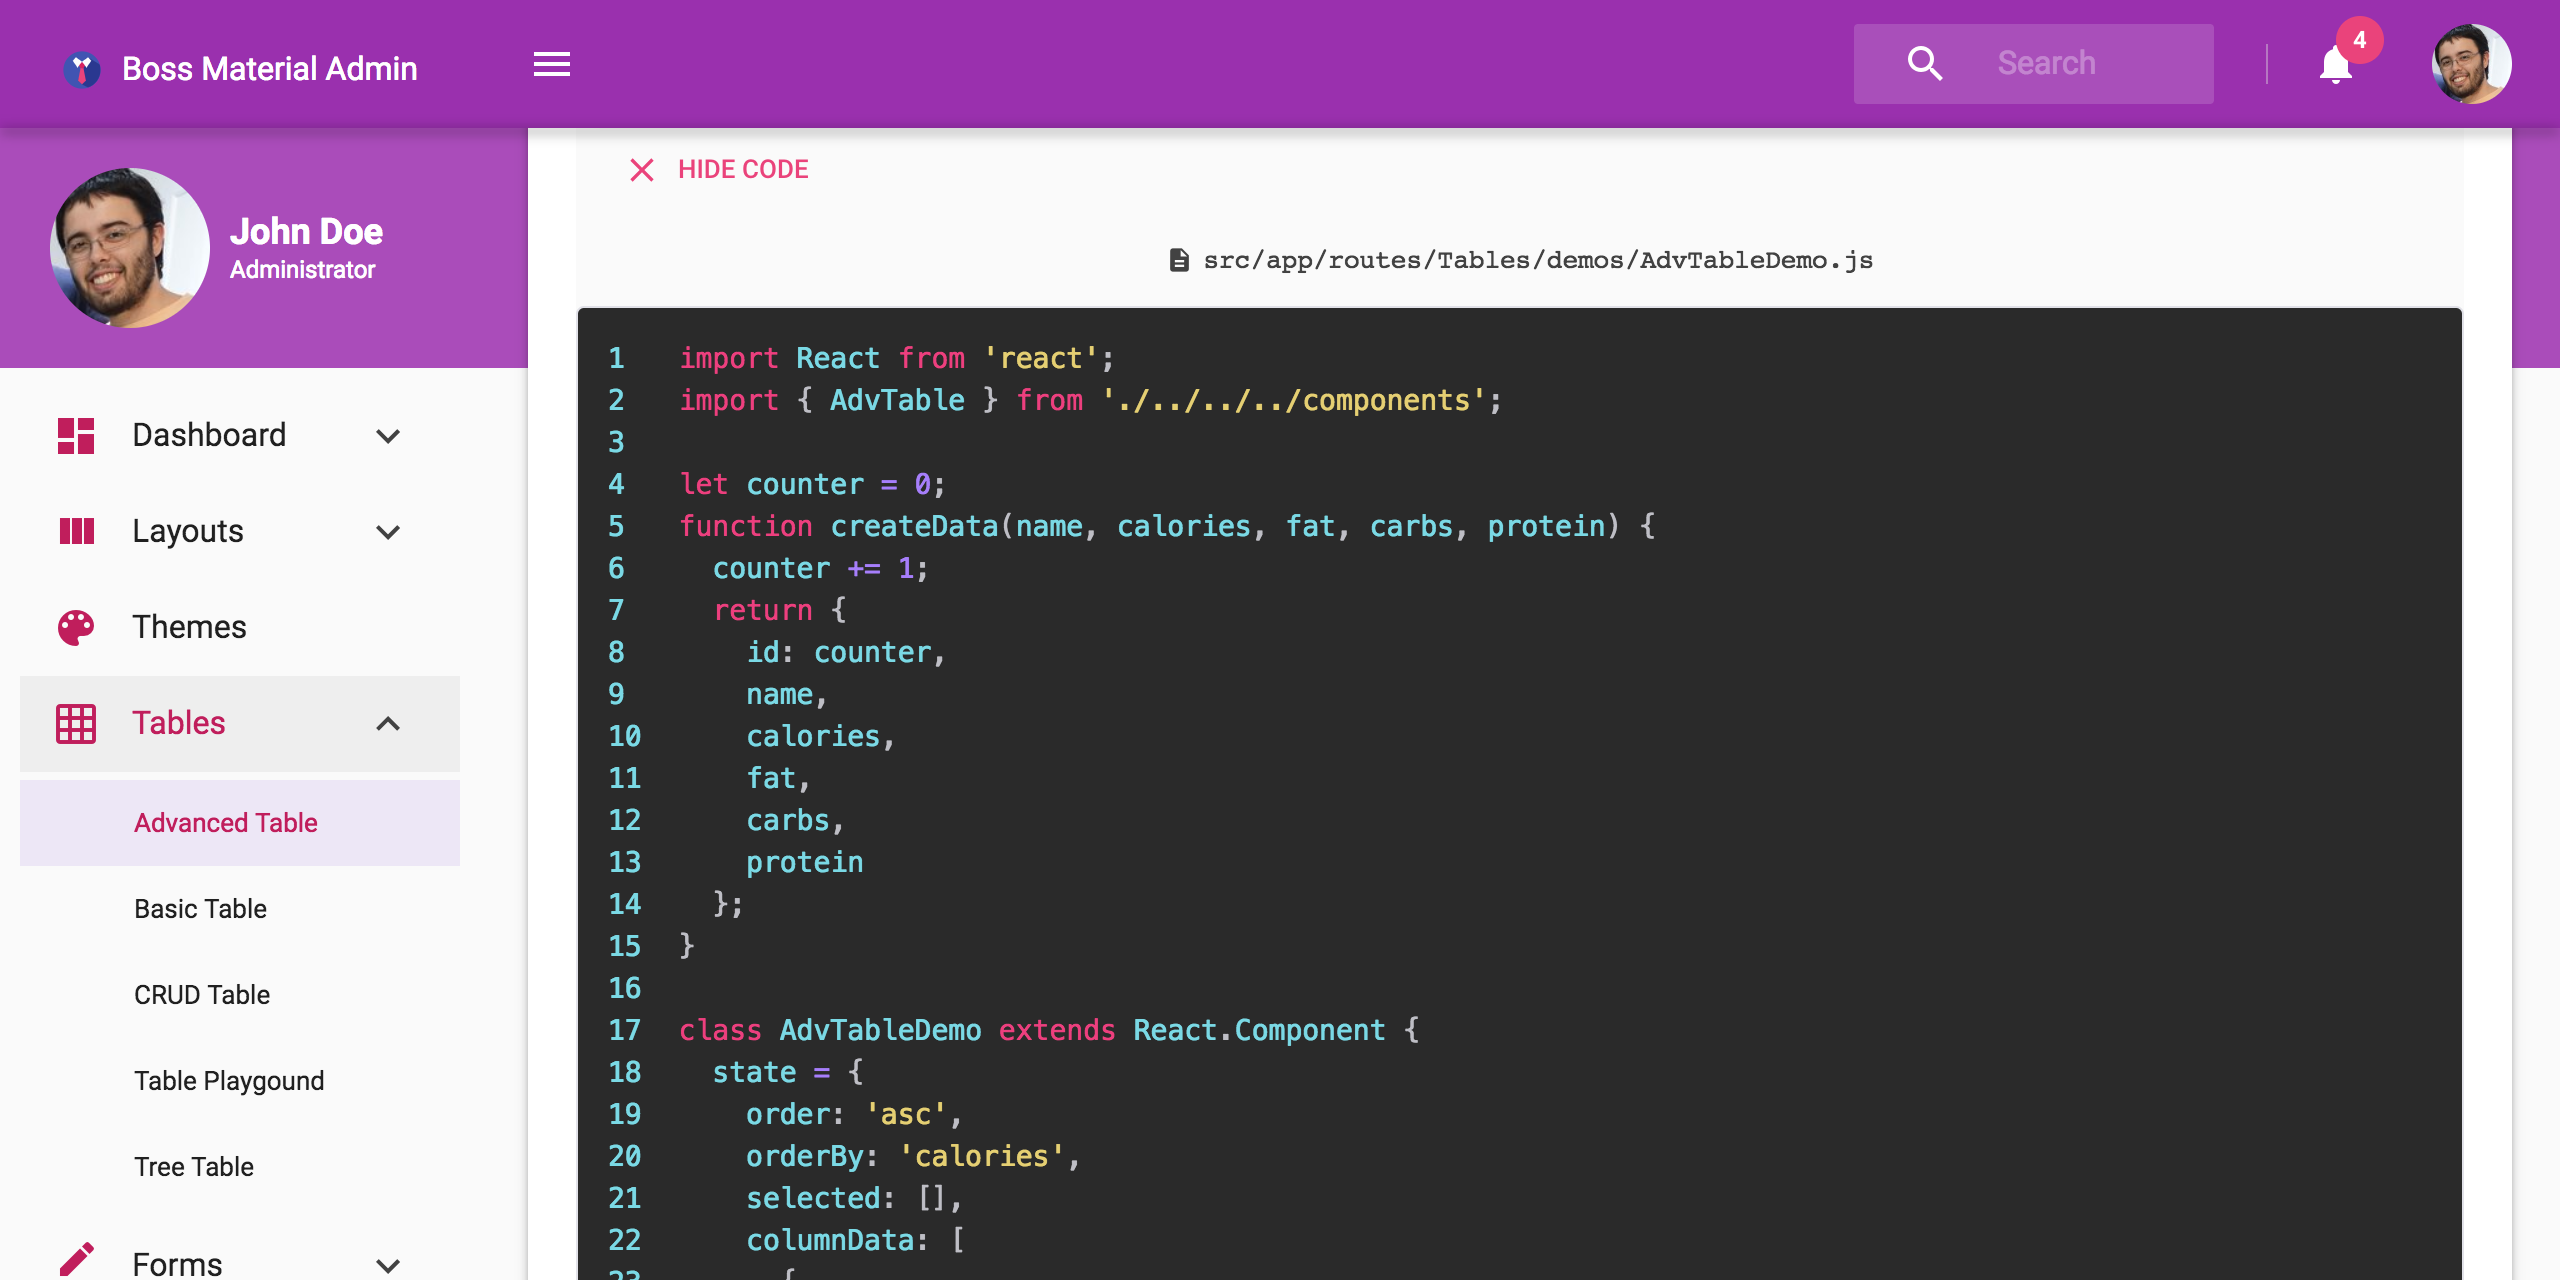 Boss Material Admin
Search
4
John Doe
Administrator
Dashboard
Layouts
Themes
Tables
Advanced Table
Basic Table
CRUD Table
Table Playgound
Tree Table
Forms
HIDE CODE
src/app/routes/Tables/demos/AdvTableDemo.js
1 import React from 'react';
2 import { AdvTable } from './../../../components';
3
4 let counter = 0;
5 function createData(name, calories, fat, carbs, protein) {
6   counter += 1;
7   return {
8     id: counter,
9     name,
10     calories,
11     fat,
12     carbs,
13     protein
14   };
15 }
16
17 class AdvTableDemo extends React.Component {
18   state = {
19     order: 'asc',
20     orderBy: 'calories',
21     selected: [],
22     columnData: [
23       {